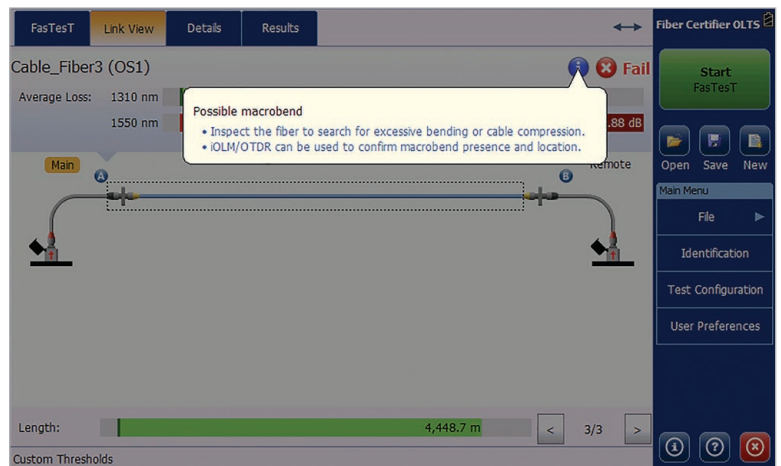 FasTesT
Link View
Details
Results
Fiber Certifier OLTS
Cable_Fiber3 (OS1)
Fail
Average Loss: 1310 nm
1550 nm
.88 dB
Possible macrobend
• Inspect the fiber to search for excessive bending or cable compression.
• iOLM/OTDR can be used to confirm macrobend presence and location.
Main
A
B
Remote
Length:
4,448.7 m
<
3/3
>
Custom Thresholds
Start
FasTesT
Open
Save
New
Main Menu
File
Identification
Test Configuration
User Preferences